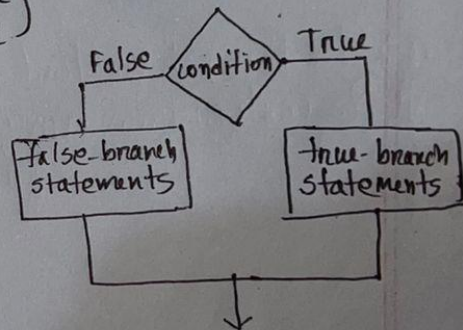 )
False
condition
True
false-branch
statements
true-branch
statements